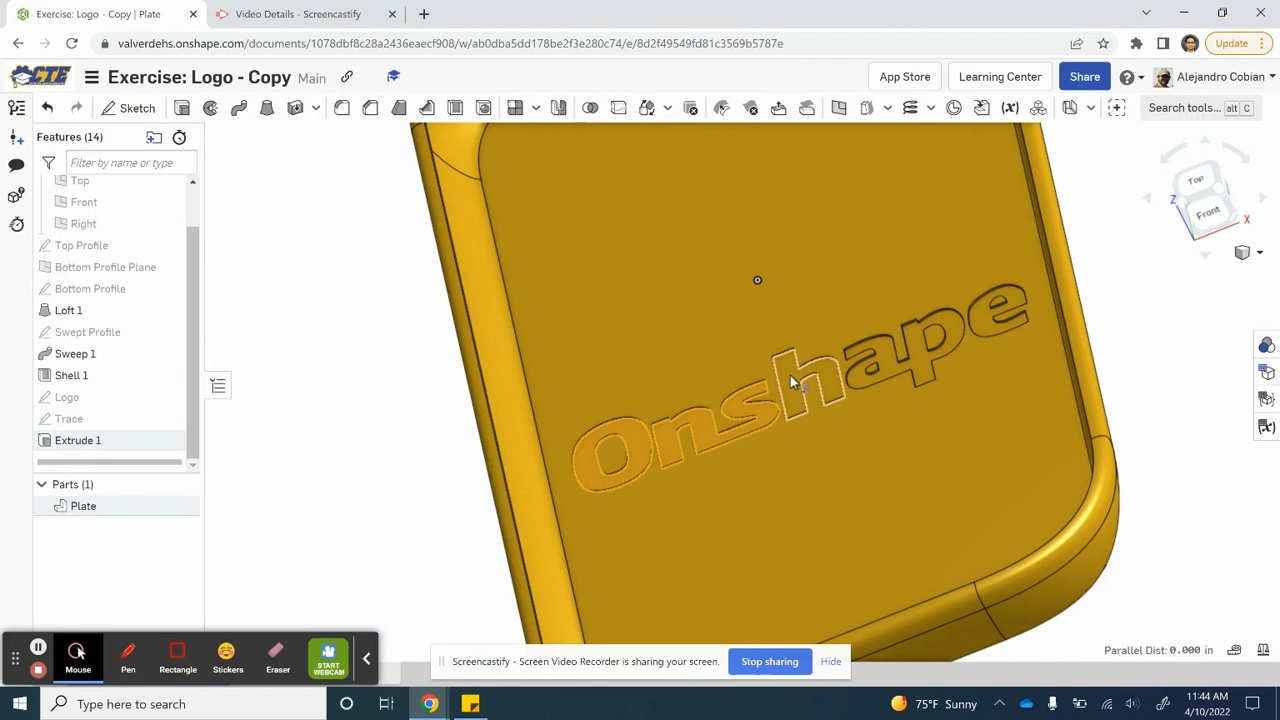 Exercise: Logo - Copy | Plate
Video Details - Screencastify
valverdehs.onshape.com/documents/1078dbf8c28a2436eaecf908/w/ab0dba5dd178be2f3e280c74/e/8d2f49549fd81c3569b5787e
Update
CTE
Exercise: Logo - Copy Main
App Store
Learning Center
Share
Alejandro Cobian
Sketch
Search tools... alt C
Features (14)
Filter by name or type
Top
Front
Right
Top Profile
Bottom Profile Plane
Bottom Profile
Loft 1
Swept Profile
Sweep 1
Shell 1
Logo
Trace
Extrude 1
Parts (1)
Plate
Onshape
Top
Front
Z
X
Mouse
Pen
Rectangle
Stickers
Eraser
START WEBCAM
Screencastify - Screen Video Recorder is sharing your screen.
Stop sharing
Hide
Parallel Dist: 0.000 in
Type here to search
75°F Sunny
11:44 AM
4/10/2022